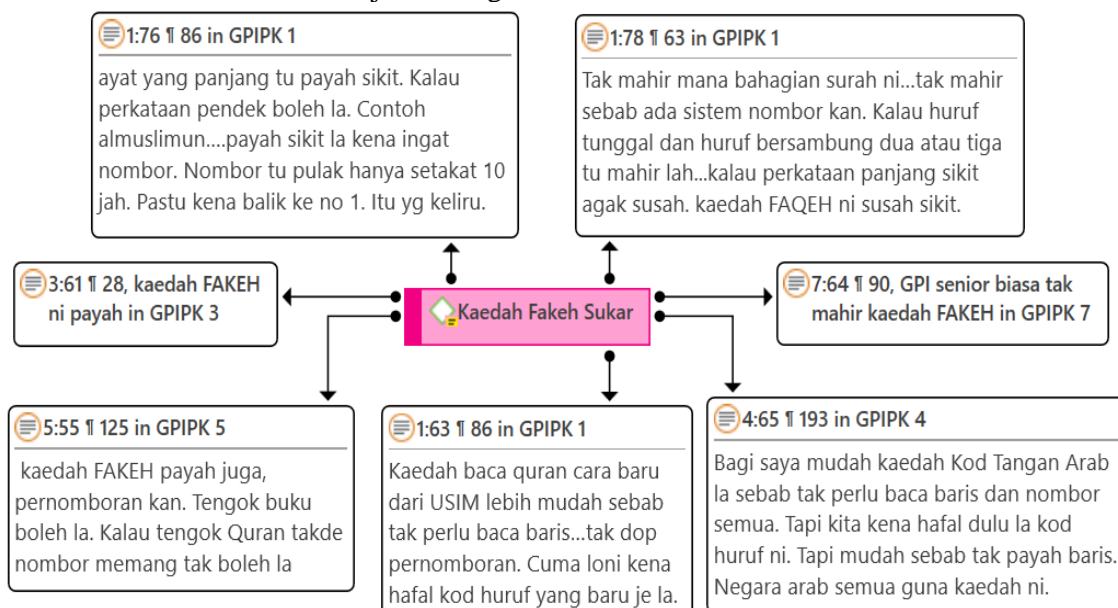 1:76 ¶ 86 in GPIPK 1
ayat yang panjang tu payah sikit. Kalau
perkataan pendek boleh la. Contoh
almuslimun....payah sikit la kena ingat
nombor. Nombor tu pulak hanya setakat 10
jah. Pastu kena balik ke no 1. Itu yg keliru.
1:78 ¶ 63 in GPIPK 1
Tak mahir mana bahagian surah ni...tak mahir
sebab ada sistem nombor kan. Kalau huruf
tunggal dan huruf bersambung dua atau tiga
tu mahir lah...kalau perkataan panjang sikit
agak susah. kaedah FAQEH ni susah sikit.
3:61 ¶ 28, kaedah FAKEH
ni payah in GPIPK 3
Kaedah Fakeh Sukar
7:64 ¶ 90, GPI senior biasa tak
mahir kaedah FAKEH in GPIPK 7
5:55 ¶ 125 in GPIPK 5
kaedah FAKEH payah juga,
pernomboran kan. Tengok buku
boleh la. Kalau tengok Quran takde
nombor memang tak boleh la
1:63 ¶ 86 in GPIPK 1
Kaedah baca quran cara baru
dari USIM lebih mudah sebab
tak perlu baca baris...tak dop
pernomboran. Cuma loni kena
hafal kod huruf yang baru je la.
4:65 ¶ 193 in GPIPK 4
Bagi saya mudah kaedah Kod Tangan Arab
la sebab tak perlu baca baris dan nombor
semua. Tapi kita kena hafal dulu la kod
huruf ni. Tapi mudah sebab tak payah baris.
Negara arab semua guna kaedah ni.